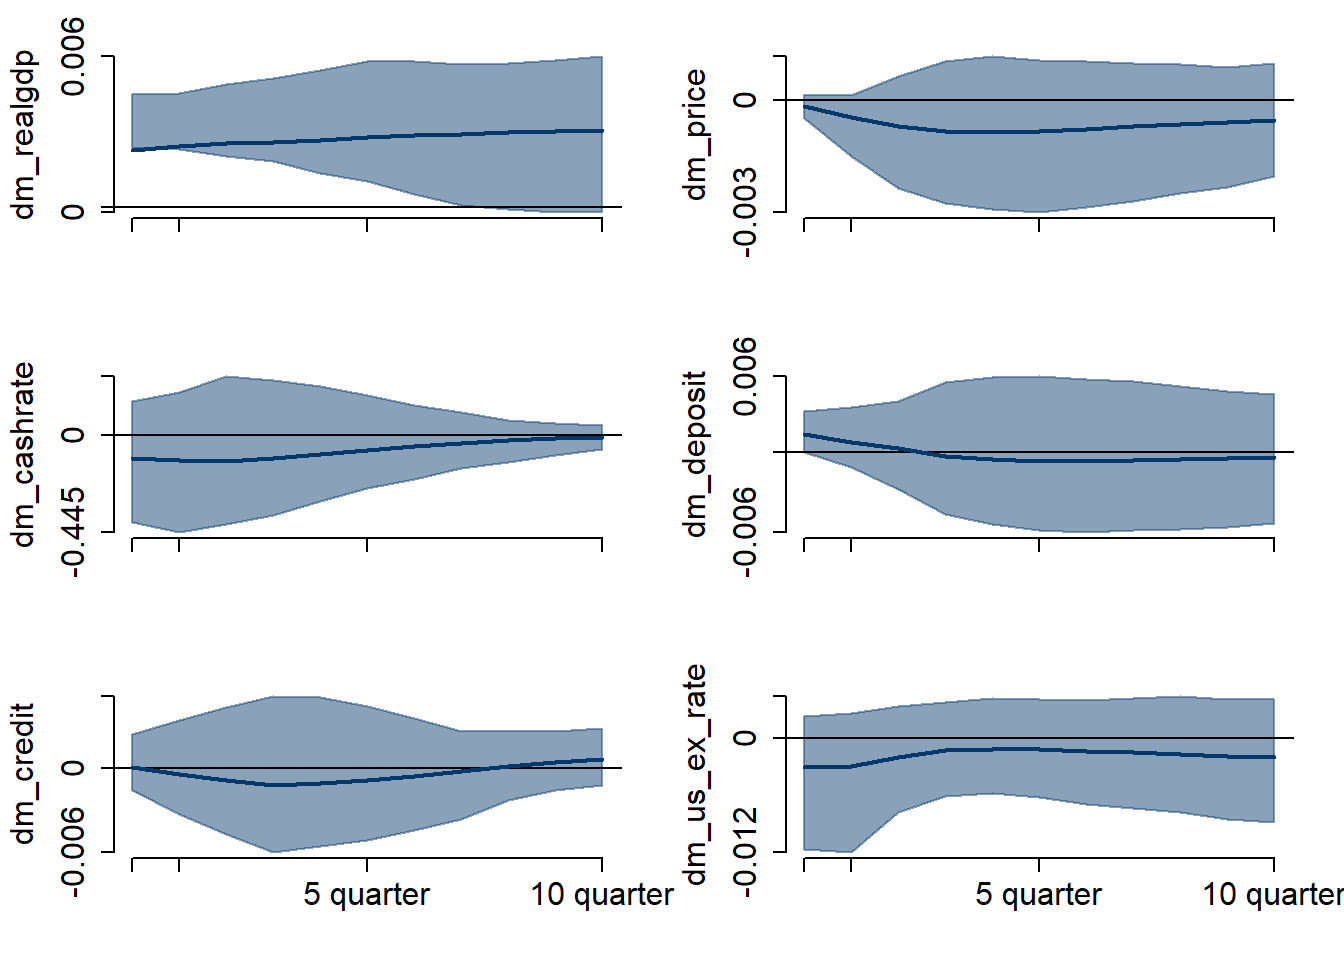 dm_realgdp
0.006
0
dm_price
0
-0.003
dm_cashrate
0
-0.445
dm_deposit
0.006
-0.006
dm_credit
0
-0.006
5 quarter
10 quarter
dm_us_ex_rate
0
-0.012
5 quarter
10 quarter